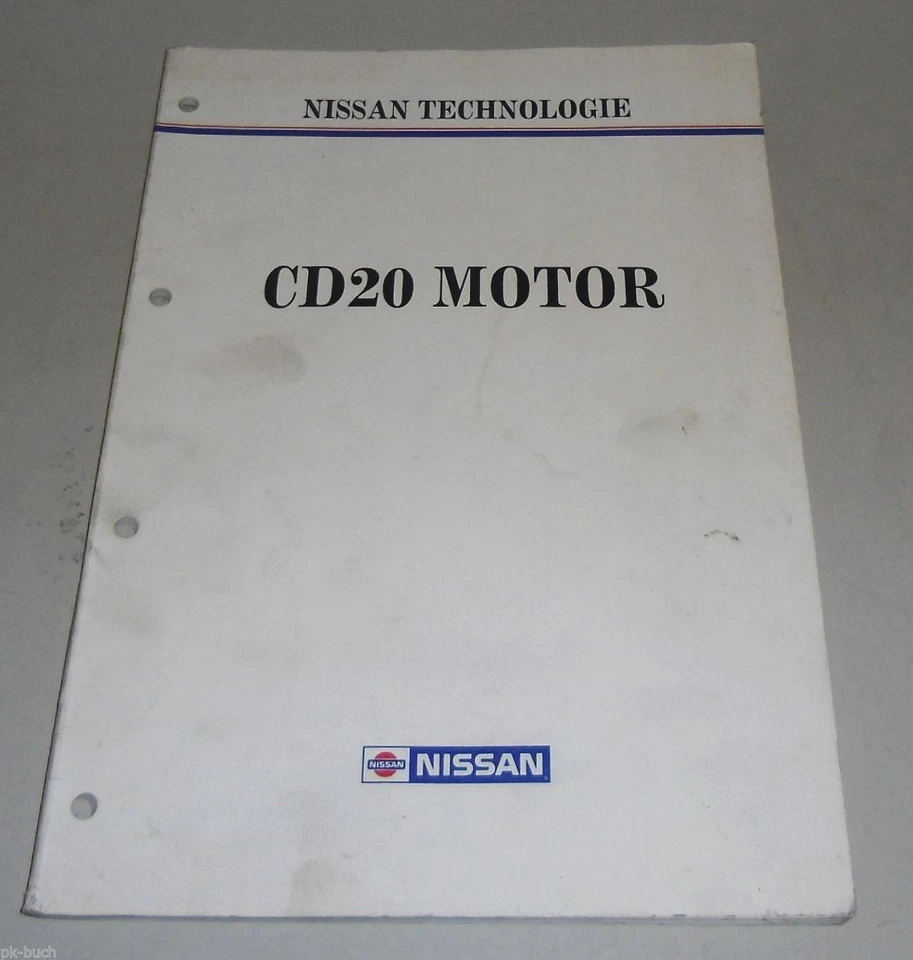 NISSAN TECHNOLOGIE
CD20 MOTOR
NISSAN NISSAN
pk-buch